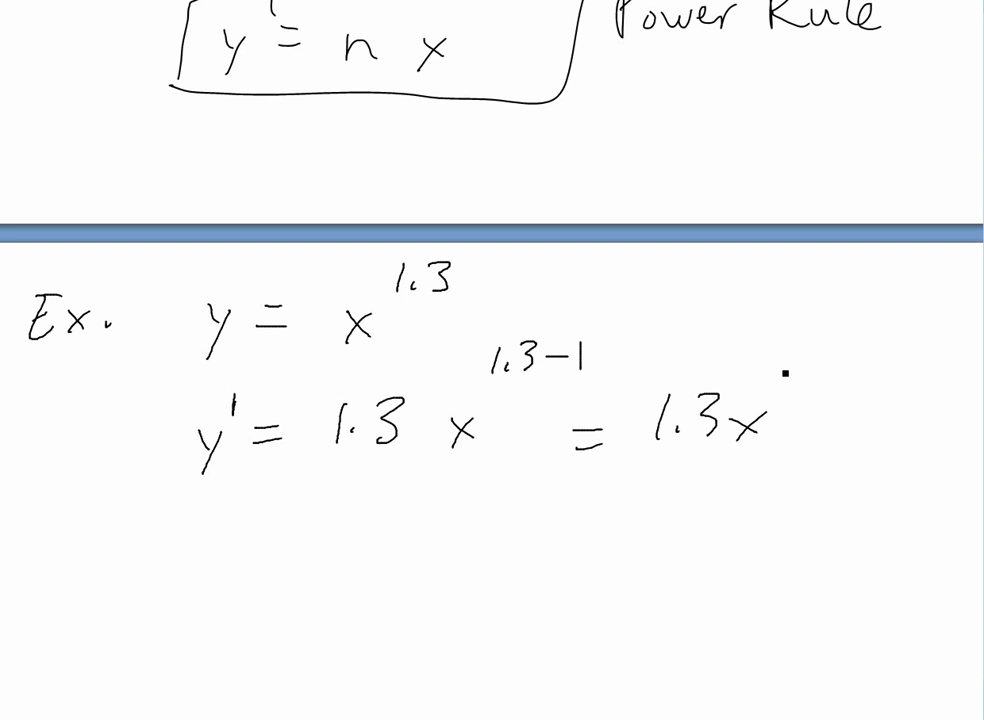 y' = n x Power Rule
Ex. y = x^1.3
y' = 1.3 x^1.3-1 = 1.3x